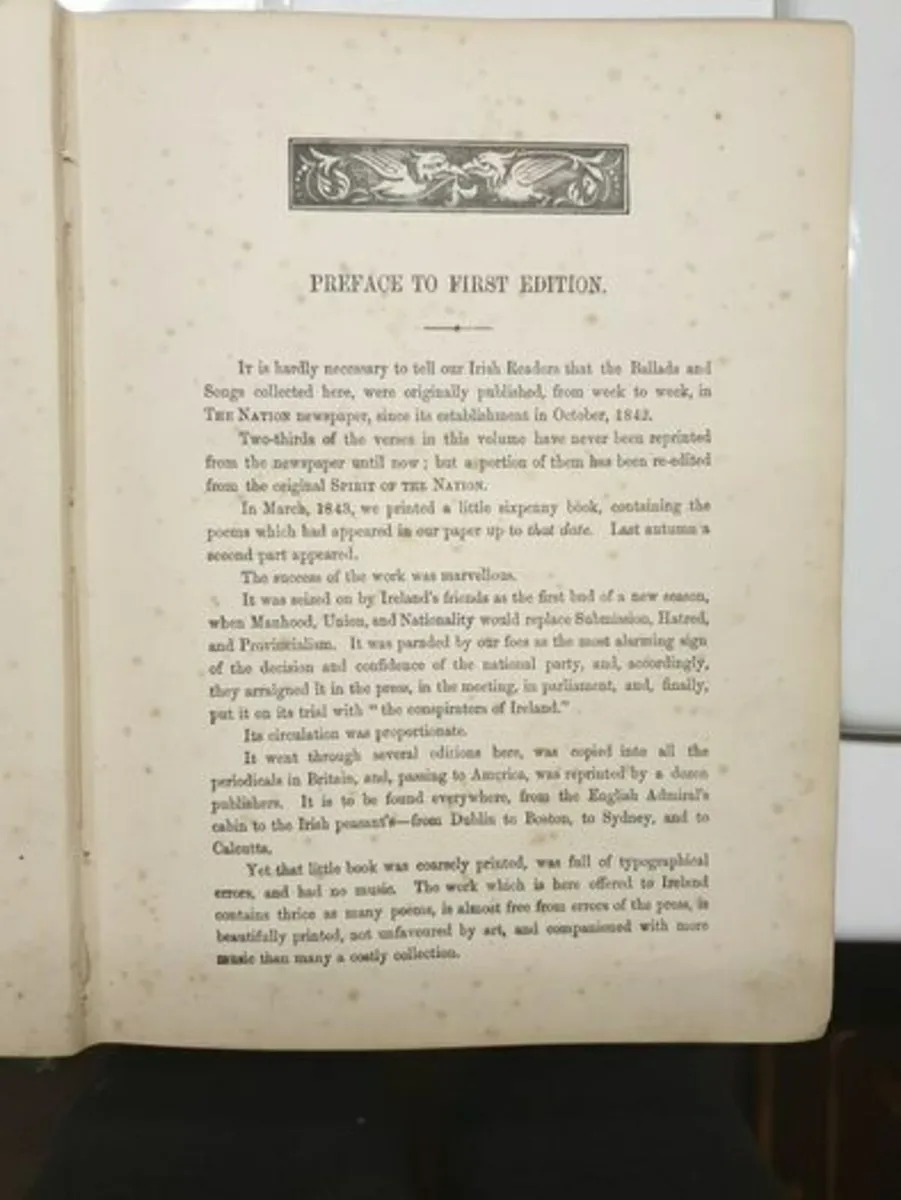 PREFACE TO FIRST EDITION.
IT is hardly necessary to tell our Irish Readers that the Ballads and
Songs collected here, were originally published, from week to week, in
THE NATION newspaper, since its establishment in October, 1842.
Two-thirds of the verses in this volume have never been reprinted
from the newspaper until now; but a portion of them has been re-edited
from the original SPIRIT OF THE NATION.
In March, 1843, we printed a little sixpenny book, containing the
poems which had appeared in our paper up to that date. Last autumn a
second part appeared.
The success of the work was marvellous.
It was seized on by Ireland's friends as the first bud of a new season,
when Manhood, Union, and Nationality would replace Submission, Hatred,
and Provincialism. It was paraded by our foes as the most alarming sign
of the decision and confidence of the national party, and, accordingly,
they arraigned it in the press, in the meeting, in parliament, and, finally,
put it on its trial with "the conspirators of Ireland."
Its circulation was proportionate.
It went through several editions here, was copied into all the
periodicals in Britain, and, passing to America, was reprinted by a dozen
publishers. It is to be found everywhere, from the English Admiral's
cabin to the Irish peasant's—from Dublin to Boston, to Sydney, and to
Calcutta.
Yet that little book was coarsely printed, was full of typographical
errors, and had no music. The work which is here offered to Ireland
contains thrice as many poems, is almost free from errors of the press, is
beautifully printed, not unfavoured by art, and companioned with more
music than many a costly collection.